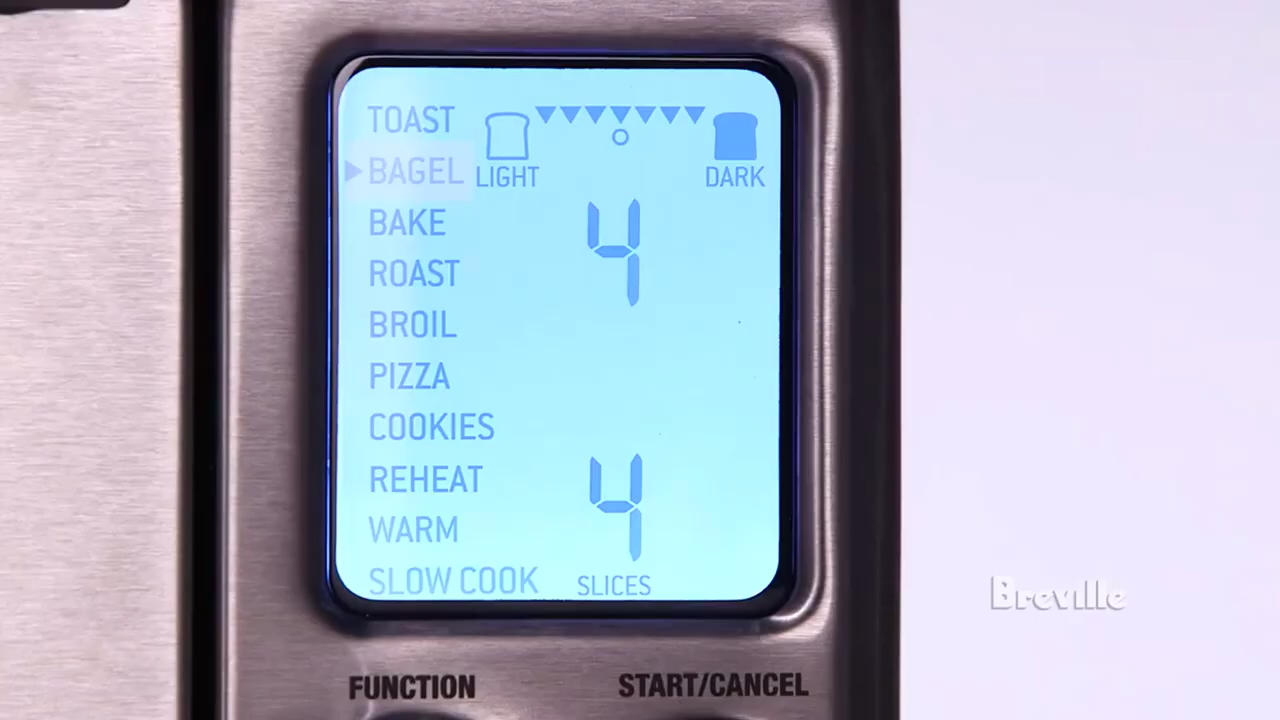 TOAST
BAGEL
LIGHT
DARK
BAKE
4
ROAST
BROIL
PIZZA
COOKIES
REHEAT
4
WARM
SLOW COOK
SLICES
Breville
FUNCTION
START/CANCEL